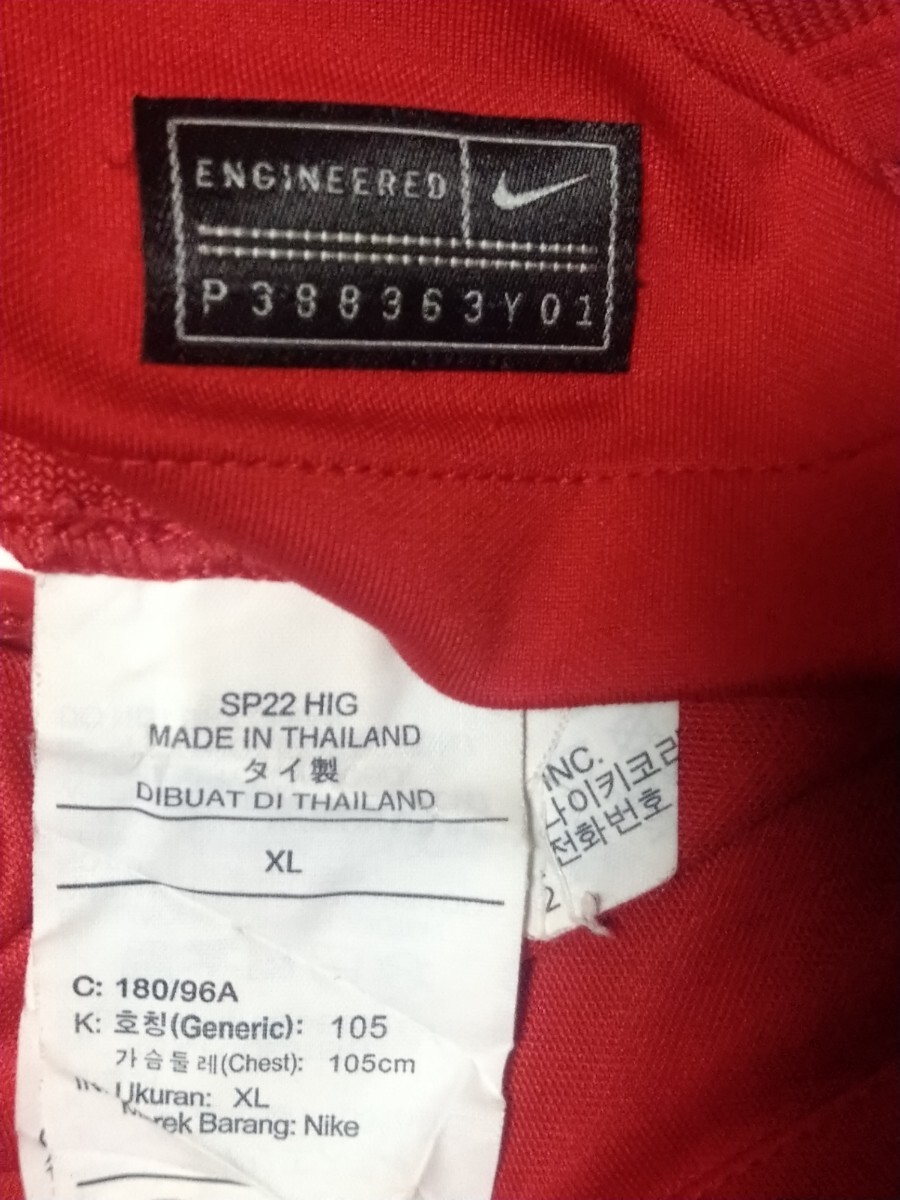 ENGINEERED
P388363Y01
SP22 HIG
MADE IN THAILAND
タイ製
DIBUAT DI THAILAND
XL
C: 180/96A
K: 호칭(Generic): 105
가슴둘레(Chest): 105cm
Ukuran: XL
Barang: Nike
INC.
나이키코리
전화번호
2